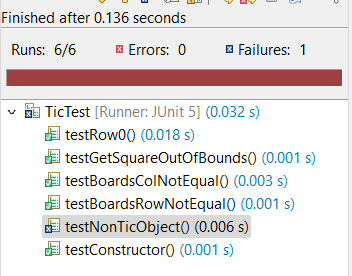 Finished after 0.136 seconds
Runs: 6/6 Errors: 0 Failures: 1
TicTest [Runner: JUnit 5] (0.032 s)
testRow0() (0.018 s)
testGetSquareOutOfBounds() (0.001 s)
testBoardsColNotEqual() (0.003 s)
testBoardsRowNotEqual() (0.001 s)
testNonTicObject() (0.006 s)
testConstructor() (0.001 s)